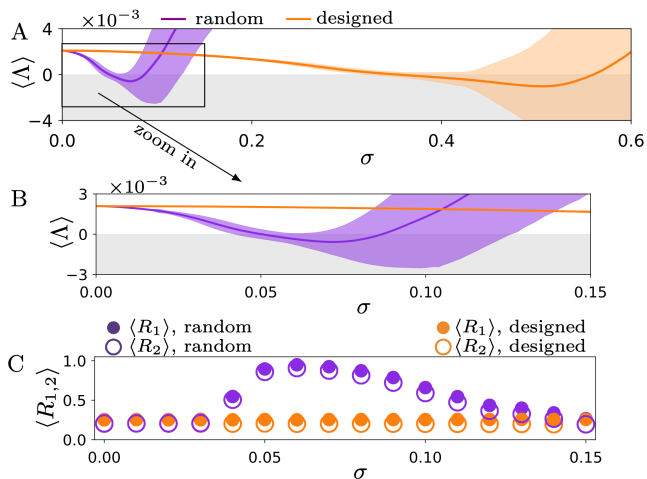 ×10⁻³ random designed
A
⟨Λ⟩
4
0
−4
0.0 0.2 0.4 0.6
σ
zoom in
B
×10⁻³
⟨Λ⟩
3
0
−3
0.00 0.05 0.10 0.15
σ
⟨R₁⟩, random ⟨R₁⟩, designed
⟨R₂⟩, random ⟨R₂⟩, designed
C
⟨R₁,₂⟩
1.0
0.5
0.0
0.00 0.05 0.10 0.15
σ